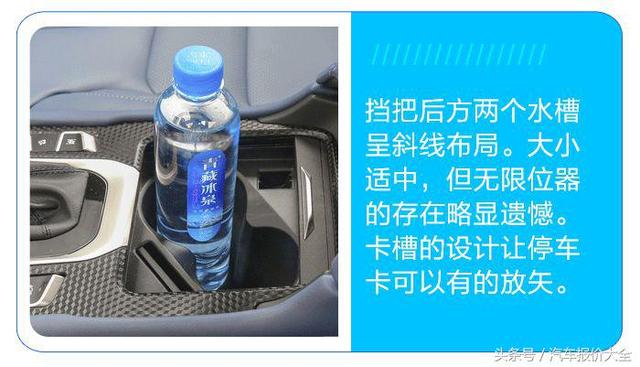 西藏冰泉
挡把后方两个水槽
呈斜线布局。大小
适中，但无限位器
的存在略显遗憾。
卡槽的设计让停车
卡可以有的放矢。
头条号／汽车报价大全